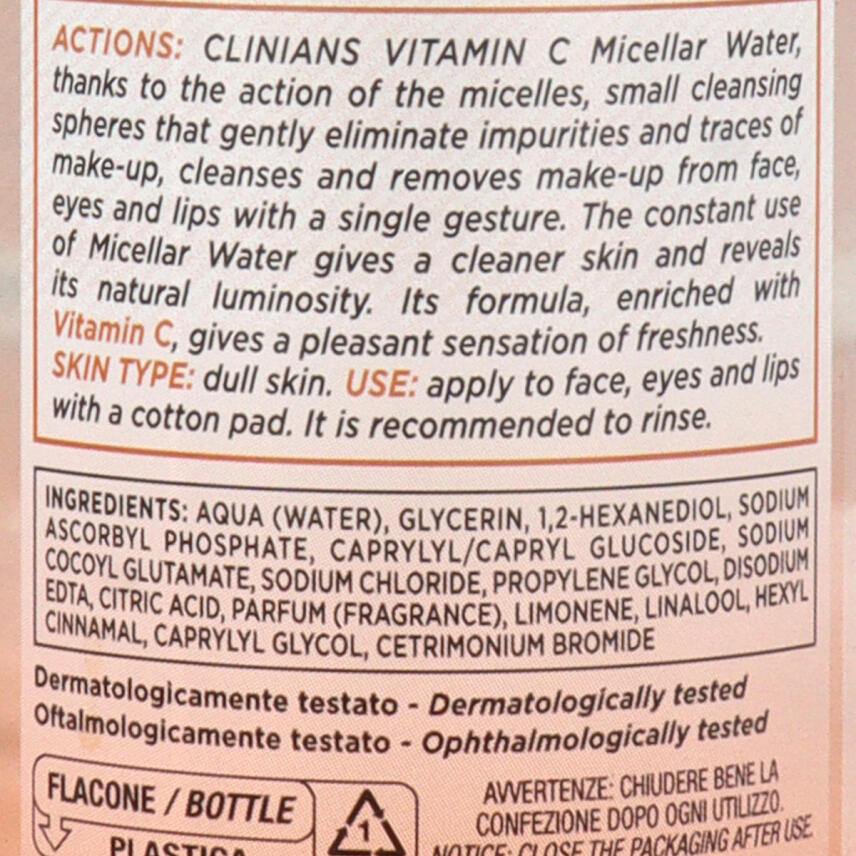 ACTIONS: CLINIANS VITAMIN C Micellar Water,
thanks to the action of the micelles, small cleansing
spheres that gently eliminate impurities and traces of
make-up, cleanses and removes make-up from face,
eyes and lips with a single gesture. The constant use
of Micellar Water gives a cleaner skin and reveals
its natural luminosity. Its formula, enriched with
Vitamin C, gives a pleasant sensation of freshness.
SKIN TYPE: dull skin. USE: apply to face, eyes and lips
with a cotton pad. It is recommended to rinse.
INGREDIENTS: AQUA (WATER), GLYCERIN, 1,2-HEXANEDIOL, SODIUM
ASCORBYL PHOSPHATE, CAPRYLYL/CAPRYL GLUCOSIDE, SODIUM
COCOYL GLUTAMATE, SODIUM CHLORIDE, PROPYLENE GLYCOL, DISODIUM
EDTA, CITRIC ACID, PARFUM (FRAGRANCE), LIMONENE, LINALOOL, HEXYL
CINNAMAL, CAPRYLYL GLYCOL, CETRIMONIUM BROMIDE
Dermatologicamente testato - Dermatologically tested
Oftalmologicamente testato - Ophthalmologically tested
FLACONE / BOTTLE
PLASTICA
1
AVVERTENZE: CHIUDERE BENE LA
CONFEZIONE DOPO OGNI UTILIZZO.
NOTICE: CLOSE THE PACKAGING AFTER USE.